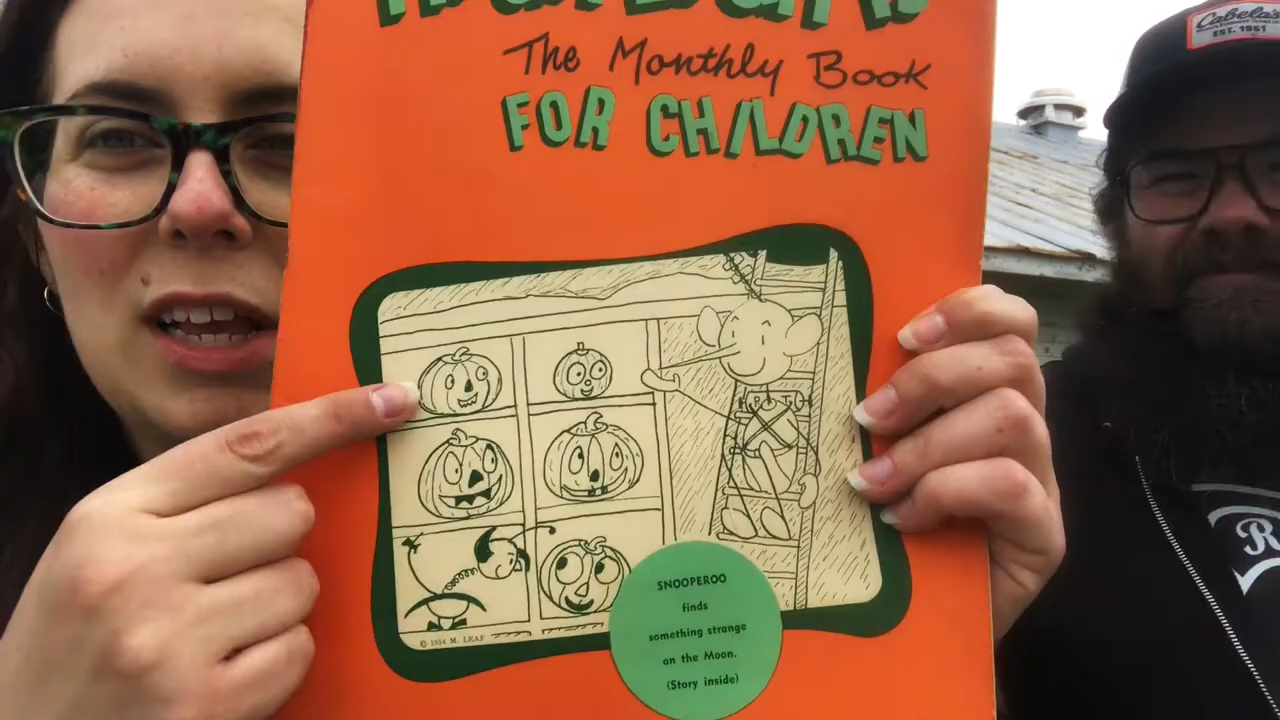 The Monthly Book
FOR CHILDREN
© 1954 M. LEAF
SNOOPEROO
finds
something strange
on the Moon.
(Story inside)
Cabela's
EST. 1961
R